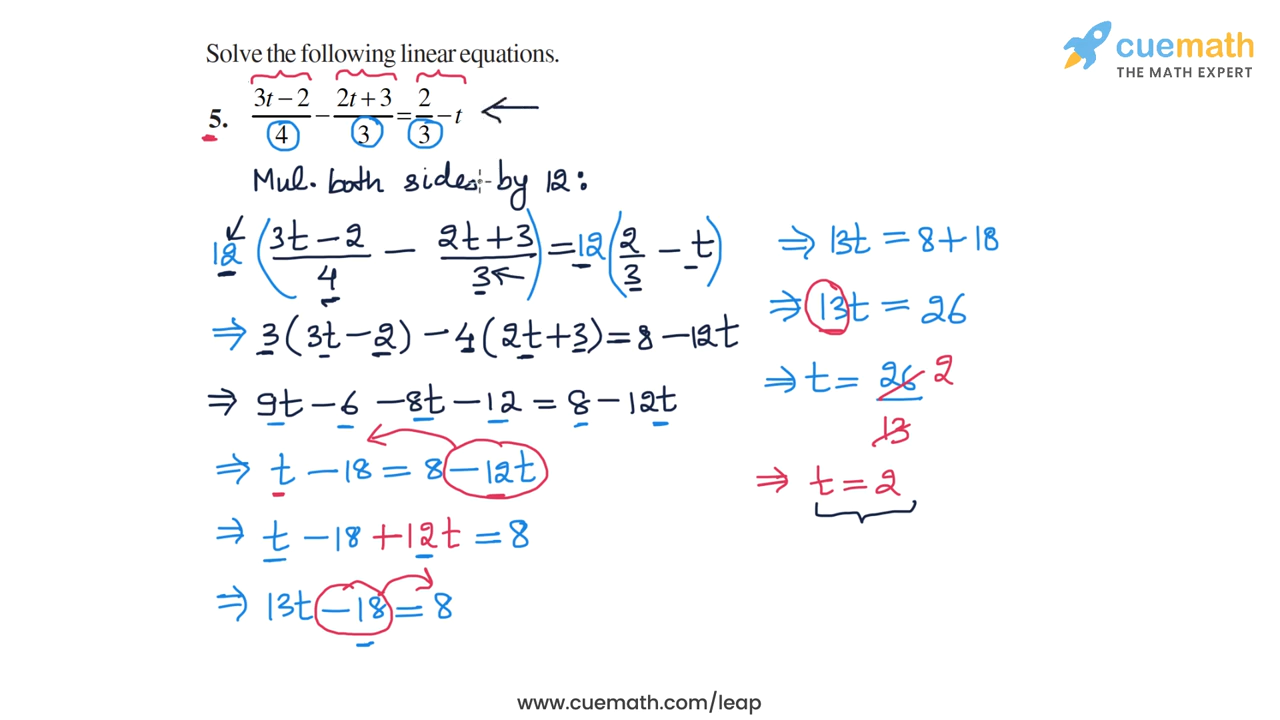 cuemath
THE MATH EXPERT
Solve the following linear equations.
5. (3t − 2)/4 − (2t + 3)/3 = 2/3 − t
Mul. both sides by 12:
12 ((3t − 2)/4 − (2t + 3)/3) = 12 (2/3 − t)
⇒ 3(3t − 2) − 4(2t + 3) = 8 − 12t
⇒ 9t − 6 − 8t − 12 = 8 − 12t
⇒ t − 18 = 8 − 12t
⇒ t − 18 + 12t = 8
⇒ 13t − 18 = 8
⇒ 13t = 8 + 18
⇒ 13t = 26
⇒ t = 26/13 2
⇒ t = 2
www.cuemath.com/leap